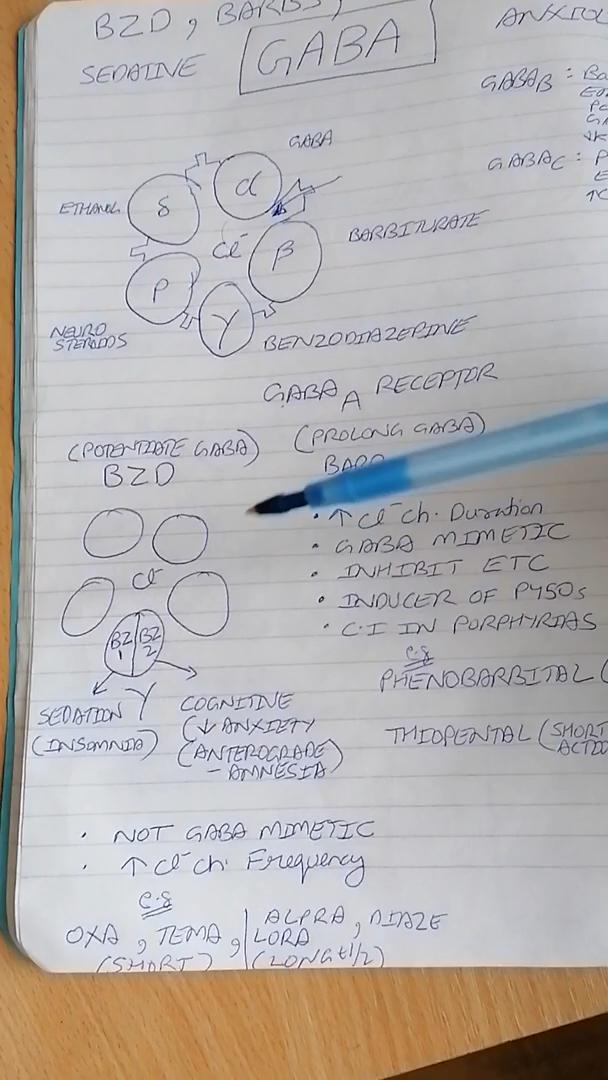 BZD, BARBS,
ANXIOL
SEDATIVE
GABA
GABAB : Ba
GABAC : P
E
↑C
GABA
α
ETHANOL
δ
Cl⁻
β
BARBITURATE
ρ
γ
NEURO
STEROIDS
BENZODIAZEPINE
GABA A RECEPTOR
(POTENTIATE GABA)
BZD
(PROLONG GABA)
BARB
Cl⁻
BZ 1
BZ 2
γ
SEDATION
(INSOMNIA)
COGNITIVE
(↓ ANXIETY
(ANTEROGRADE
-AMNESIA)
• ↑ Cl⁻ ch. Duration
• GABA MIMETIC
• INHIBIT ETC
• INDUCER OF P450s
• C.I IN PORPHYRIAS
e.g
PHENOBARBITAL (
THIOPENTAL (SHORT
ACTIO
• NOT GABA MIMETIC
• ↑ Cl⁻ ch. Frequency
e.g
OXA, TEMA,
(SHORT)
ALPRA, DIAZE
LORA
(LONG t1/2)